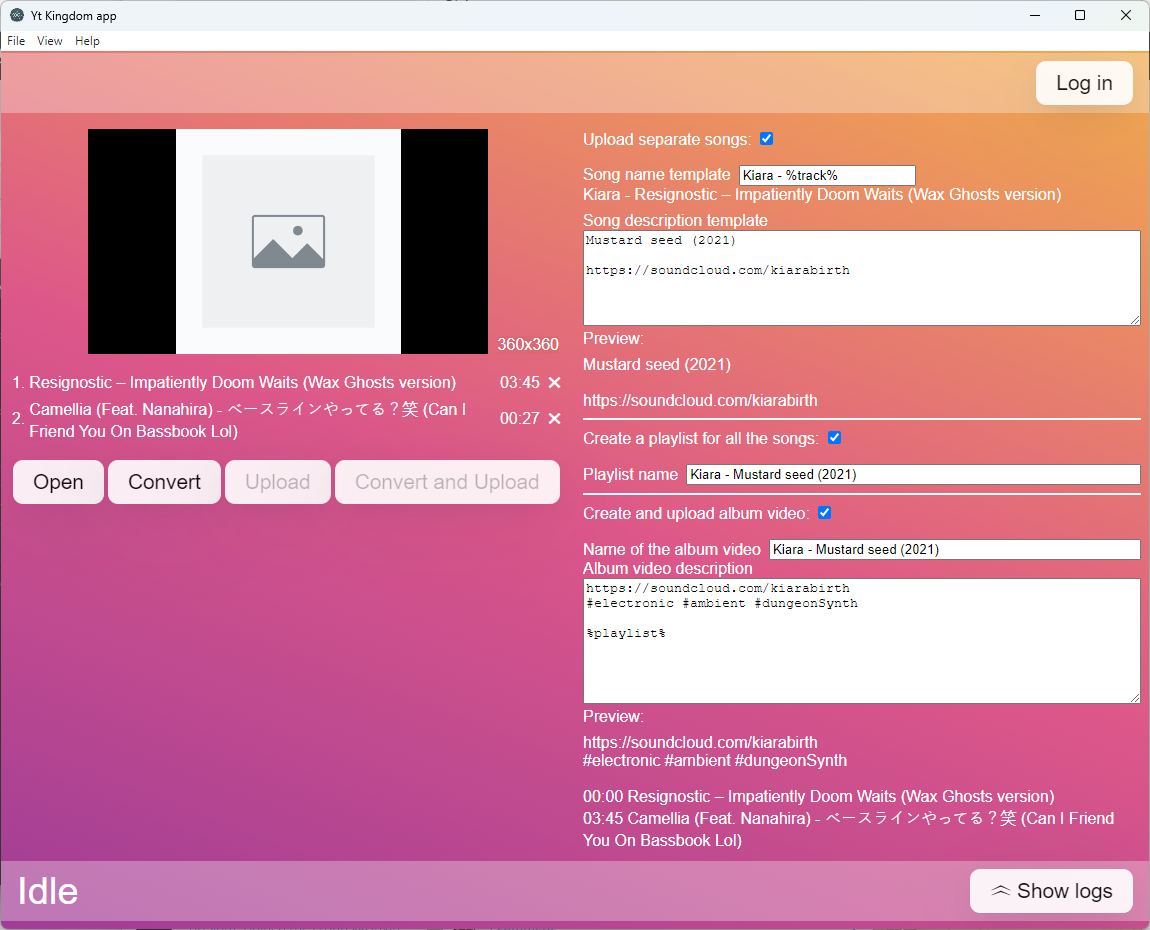 Yt Kingdom app
File View Help
Log in
360x360
1. Resignostic – Impatiently Doom Waits (Wax Ghosts version) 03:45
2. Camellia (Feat. Nanahira) - ベースラインやってる？笑 (Can I
Friend You On Bassbook Lol) 00:27
Open Convert Upload Convert and Upload
Upload separate songs:
Song name template Kiara - %track%
Kiara - Resignostic – Impatiently Doom Waits (Wax Ghosts version)
Song description template
Mustard seed (2021)
https://soundcloud.com/kiarabirth
Preview:
Mustard seed (2021)
https://soundcloud.com/kiarabirth
Create a playlist for all the songs:
Playlist name Kiara - Mustard seed (2021)
Create and upload album video:
Name of the album video Kiara - Mustard seed (2021)
Album video description
https://soundcloud.com/kiarabirth
#electronic #ambient #dungeonSynth
%playlist%
Preview:
https://soundcloud.com/kiarabirth
#electronic #ambient #dungeonSynth
00:00 Resignostic – Impatiently Doom Waits (Wax Ghosts version)
03:45 Camellia (Feat. Nanahira) - ベースラインやってる？笑 (Can I Friend
You On Bassbook Lol)
Idle
Show logs